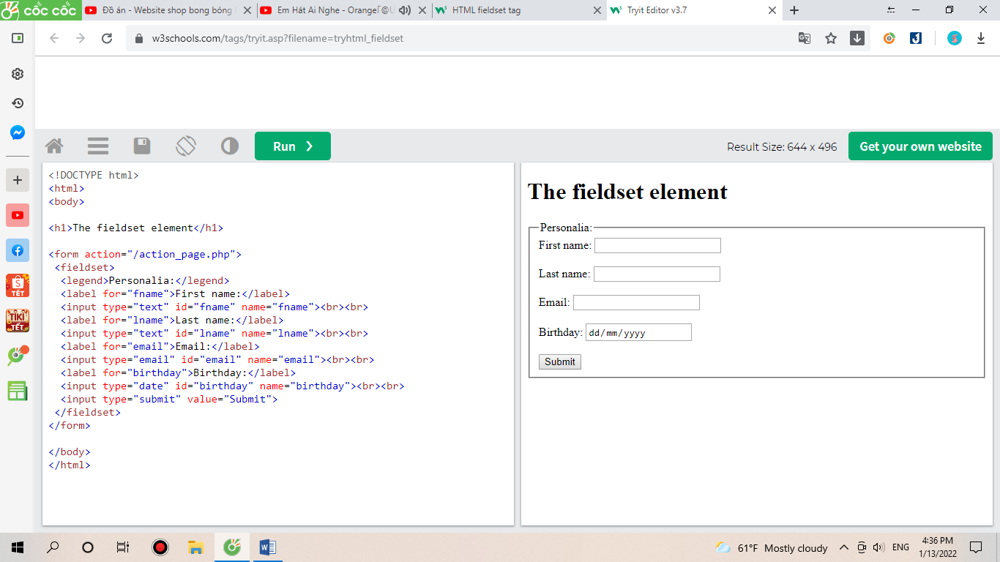 cốc cốc
Đồ án - Website shop bong bóng
Em Hát Ai Nghe - Orange
HTML fieldset tag
Tryit Editor v3.7
w3schools.com/tags/tryit.asp?filename=tryhtml_fieldset
Run ❯
Result Size: 644 x 496
Get your own website
<!DOCTYPE html>
<html>
<body>
<h1>The fieldset element</h1>
<form action="/action_page.php">
<fieldset>
<legend>Personalia:</legend>
<label for="fname">First name:</label>
<input type="text" id="fname" name="fname"><br><br>
<label for="lname">Last name:</label>
<input type="text" id="lname" name="lname"><br><br>
<label for="email">Email:</label>
<input type="email" id="email" name="email"><br><br>
<label for="birthday">Birthday:</label>
<input type="date" id="birthday" name="birthday"><br><br>
<input type="submit" value="Submit">
</fieldset>
</form>
</body>
</html>
The fieldset element
Personalia:
First name:
Last name:
Email:
Birthday: dd/mm/yyyy
Submit
TẾT
TIKI
TẾT
61°F Mostly cloudy
ENG
4:36 PM
1/13/2022